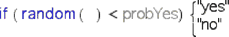 if ( random (   ) < probYes) { "yes"
"no"